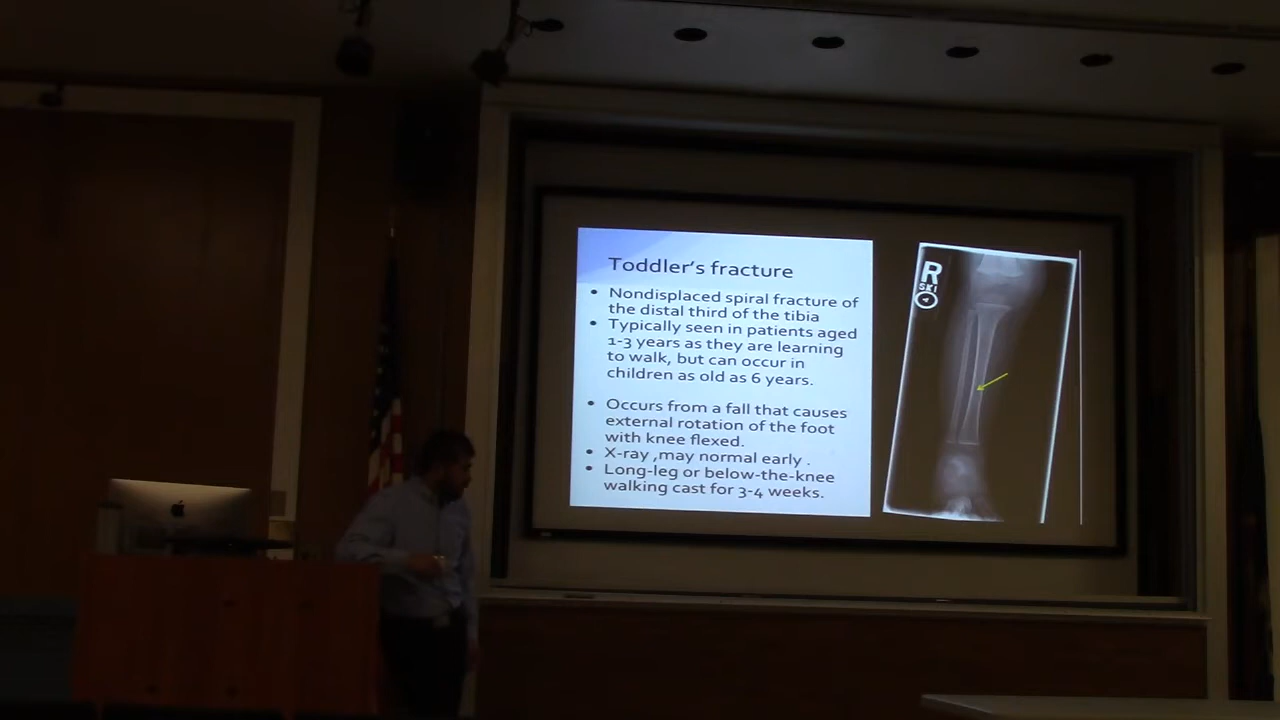 Toddler's fracture
• Nondisplaced spiral fracture of
the distal third of the tibia
• Typically seen in patients aged
1-3 years as they are learning
to walk, but can occur in
children as old as 6 years.
• Occurs from a fall that causes
external rotation of the foot
with knee flexed.
• X-ray ,may normal early .
• Long-leg or below-the-knee
walking cast for 3-4 weeks.
R
SKI